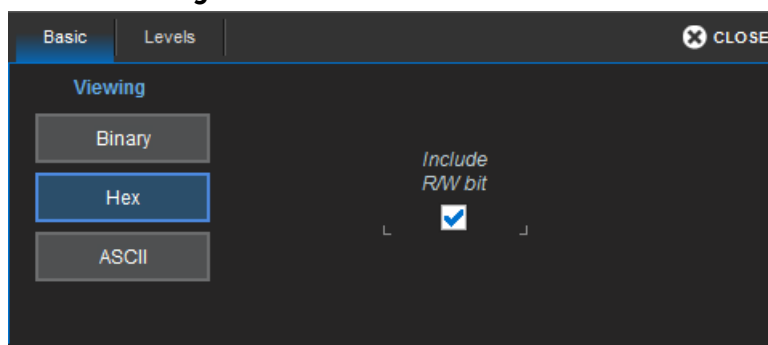 Basic
Levels
CLOSE
Viewing
Binary
Include
R/W bit
Hex
ASCII